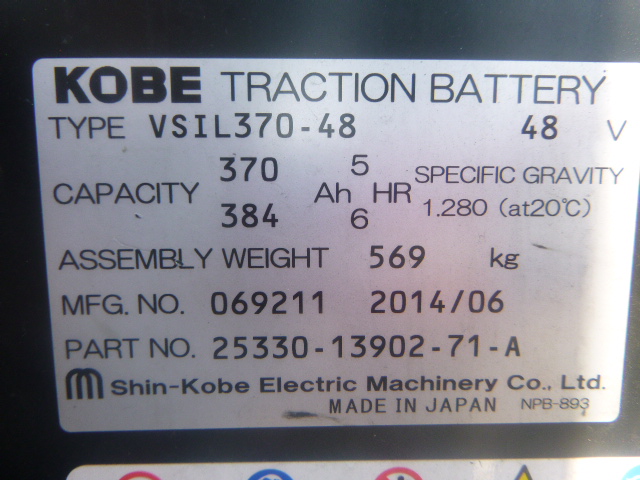 KOBE TRACTION BATTERY
TYPE VSIL370-48 48 V
CAPACITY 370 Ah 5 HR SPECIFIC GRAVITY
384 6 1.280 (at20℃)
ASSEMBLY WEIGHT 569 kg
MFG. NO. 069211 2014/06
PART NO. 25330-13902-71-A
Shin-Kobe Electric Machinery Co., Ltd.
MADE IN JAPAN NPB-893